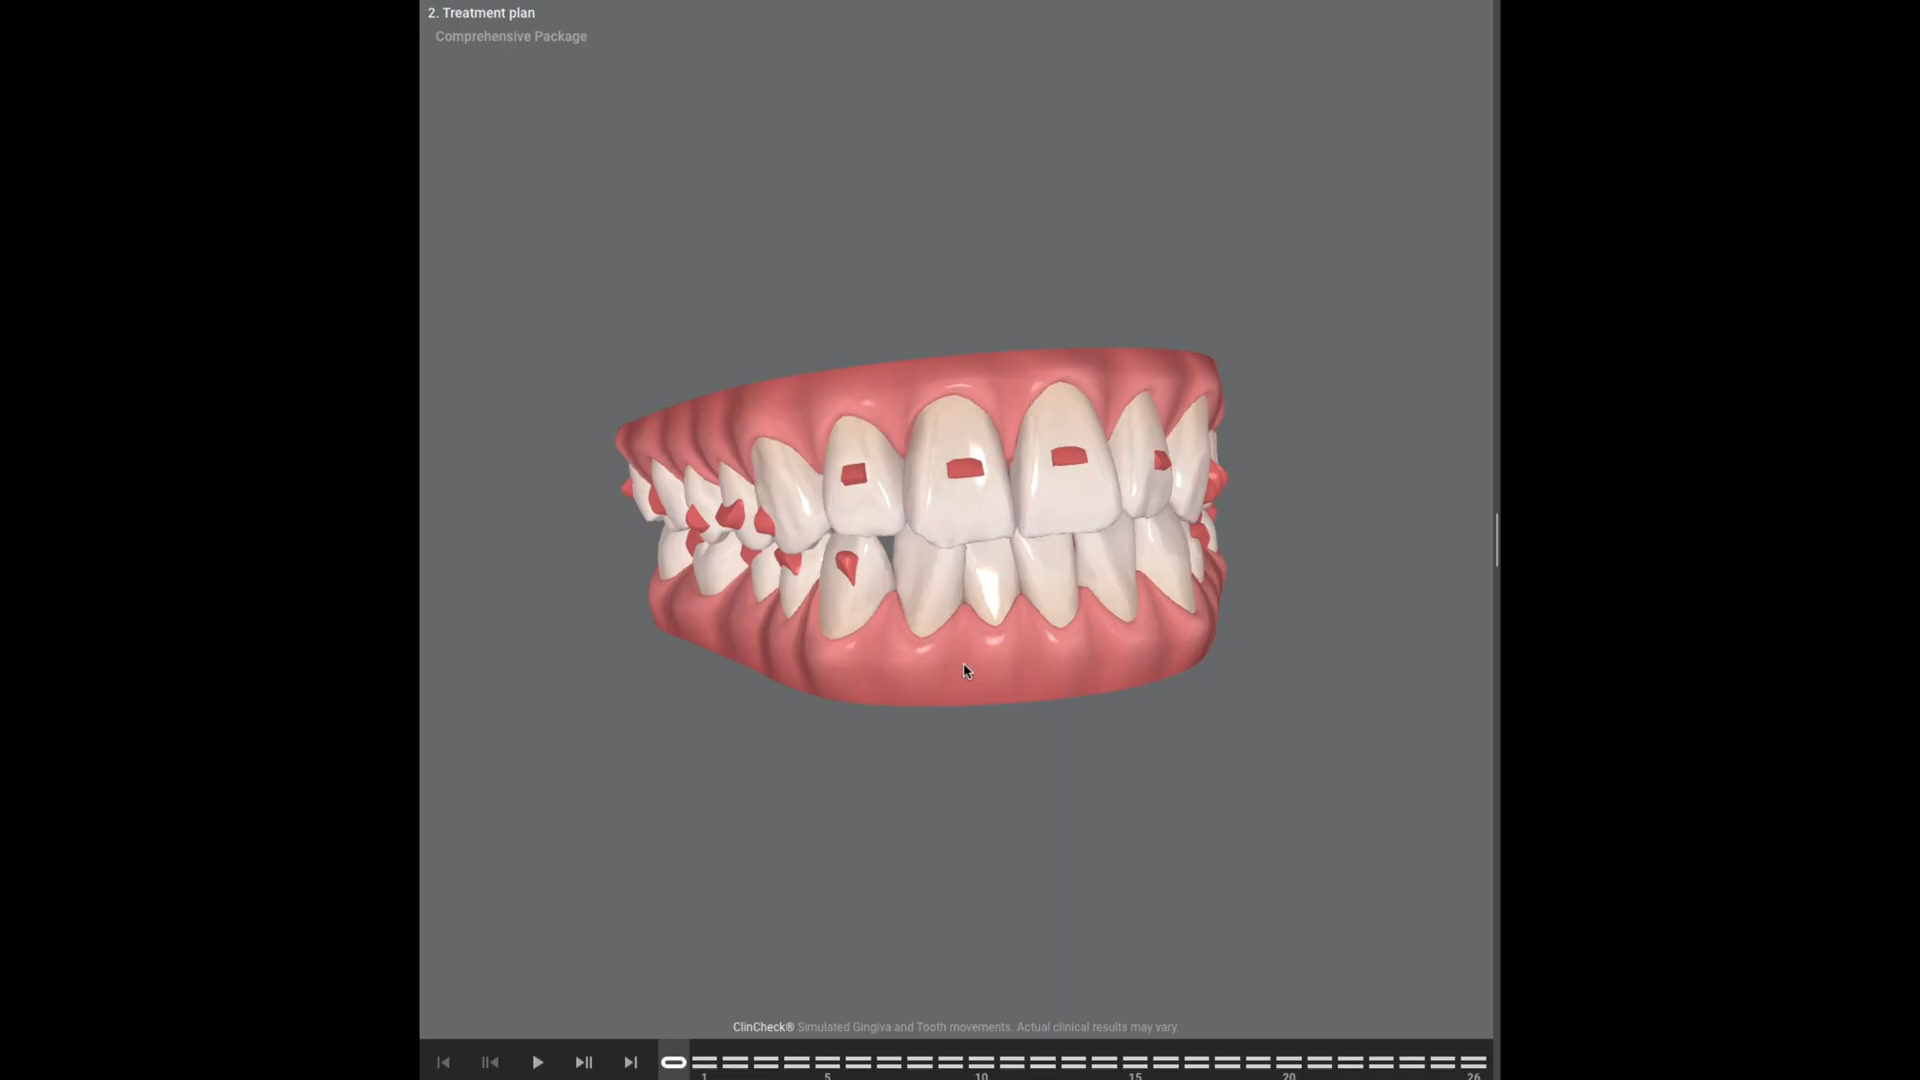 2. Treatment plan
Comprehensive Package
ClinCheck® Simulated Gingiva and Tooth movements. Actual clinical results may vary.
1 5 10 15 20 26